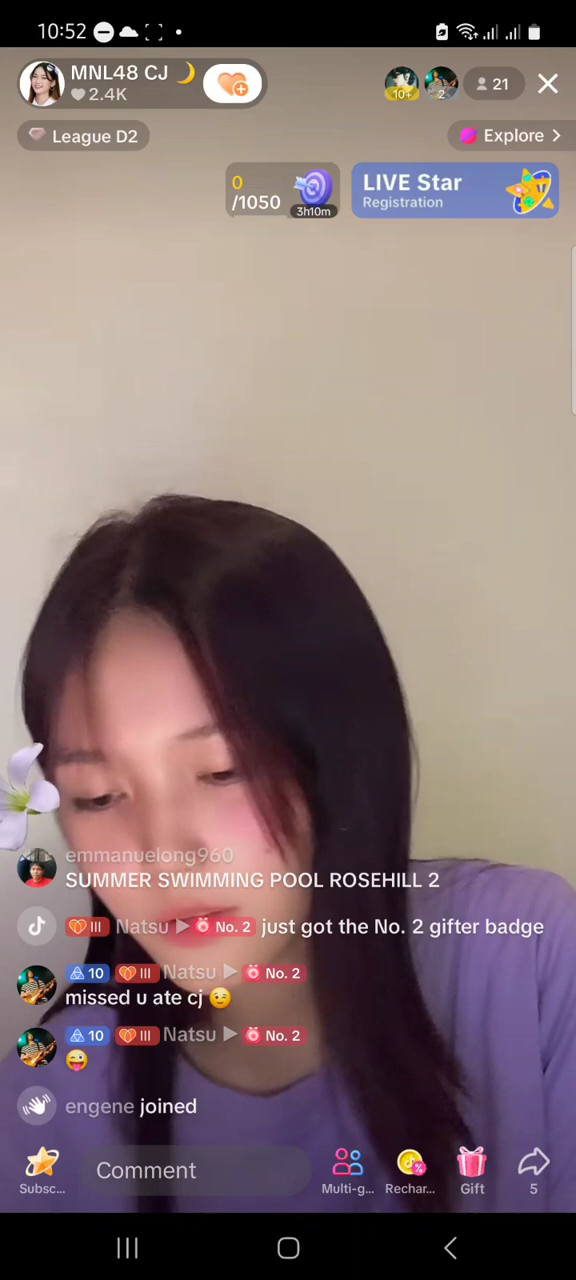 10:52
MNL48 CJ 🌙
2.4K
10+
2
21
League D2
Explore >
0
/1050
3h10m
LIVE Star
Registration
emmanuelong960
SUMMER SWIMMING POOL ROSEHILL 2
III Natsu ▶ No. 2 just got the No. 2 gifter badge
10 III Natsu ▶ No. 2
missed u ate cj 😉
10 III Natsu ▶ No. 2
😜
engene joined
Subsc...
Comment
Multi-g...
Rechar...
Gift
5